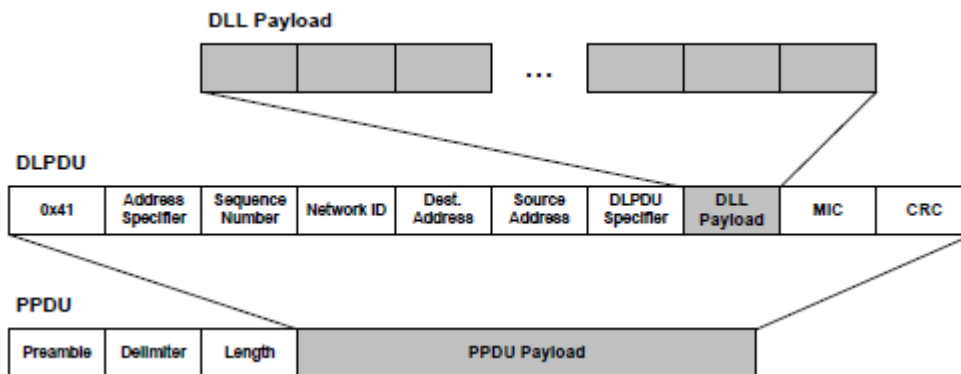 DLL Payload
...
DLPDU
0x41
Address
Specifier
Sequence
Number
Network ID
Dest.
Address
Source
Address
DLPDU
Specifier
DLL
Payload
MIC
CRC
PPDU
Preamble
Delimiter
Length
PPDU Payload